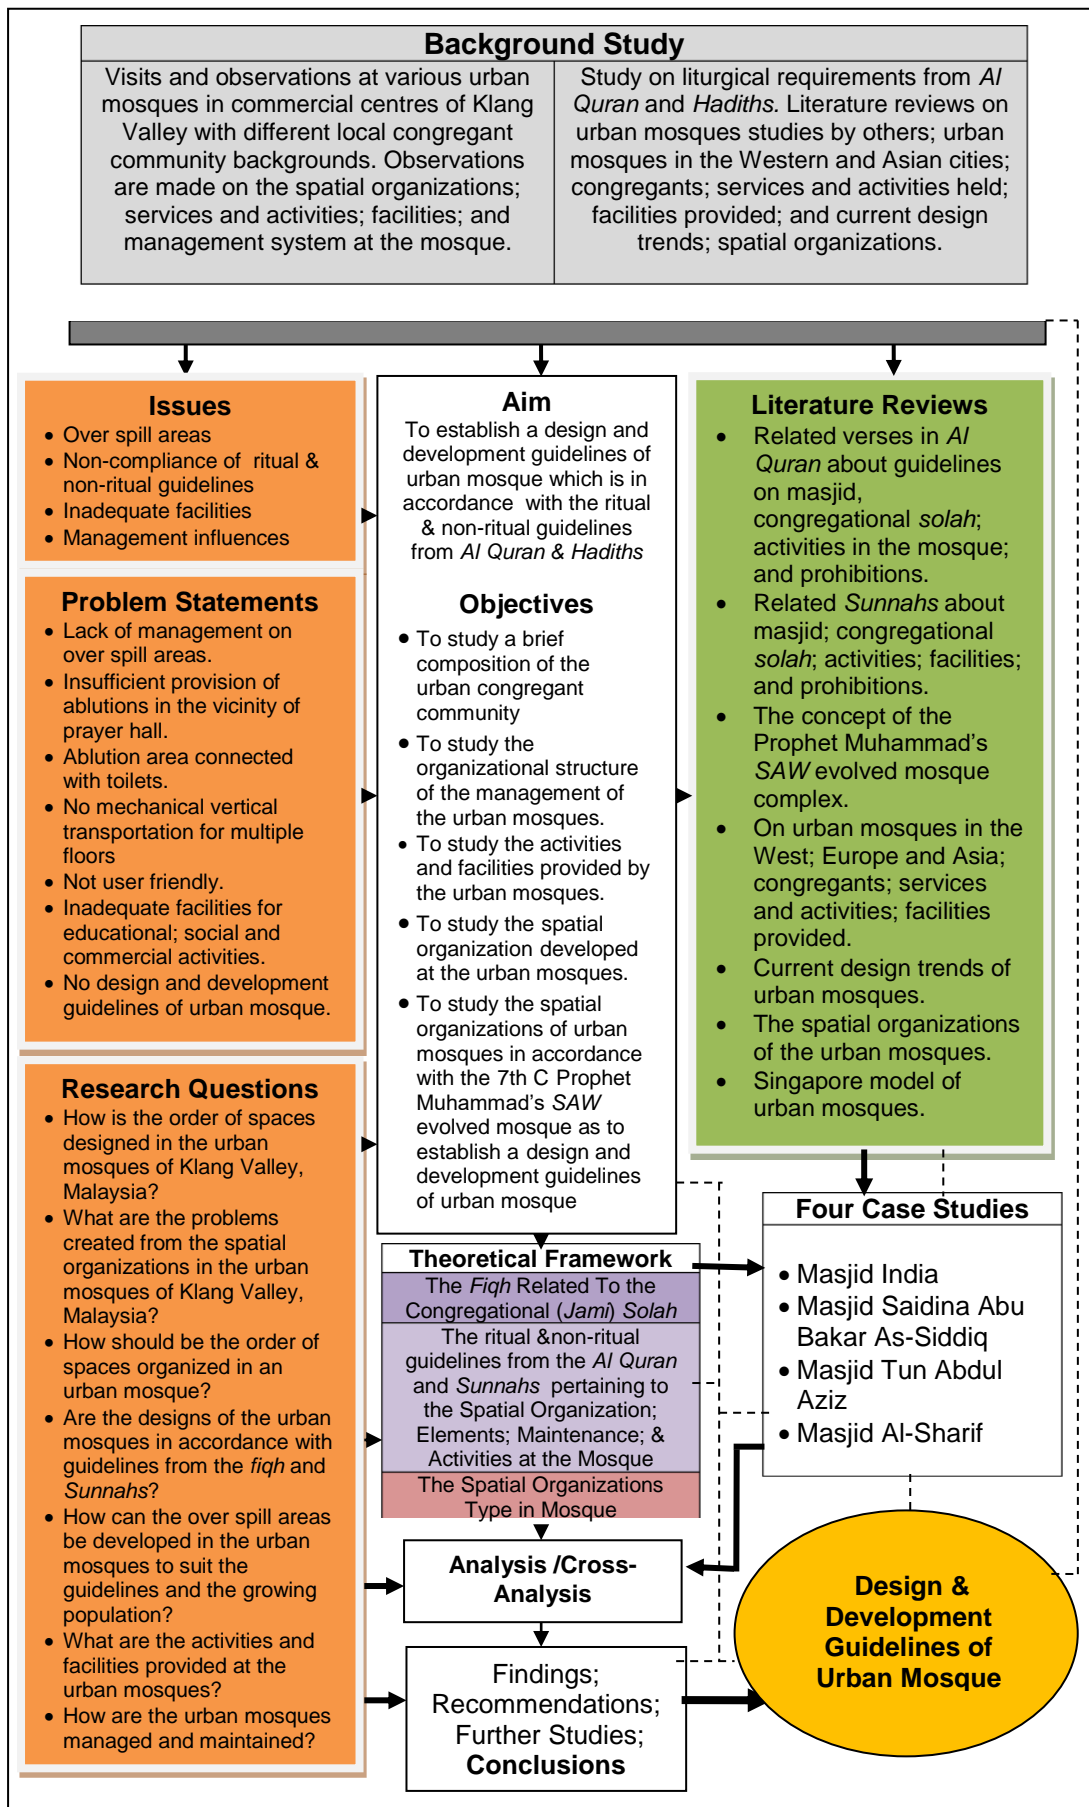 Background Study
Visits and observations at various urban
mosques in commercial centres of Klang
Valley with different local congregant
community backgrounds. Observations
are made on the spatial organizations;
services and activities; facilities; and
management system at the mosque.
Study on liturgical requirements from Al
Quran and Hadiths. Literature reviews on
urban mosques studies by others; urban
mosques in the Western and Asian cities;
congregants; services and activities held;
facilities provided; and current design
trends; spatial organizations.
Issues
• Over spill areas
• Non-compliance of ritual &
non-ritual guidelines
• Inadequate facilities
• Management influences
Problem Statements
• Lack of management on
over spill areas.
• Insufficient provision of
ablutions in the vicinity of
prayer hall.
• Ablution area connected
with toilets.
• No mechanical vertical
transportation for multiple
floors
• Not user friendly.
• Inadequate facilities for
educational; social and
commercial activities.
• No design and development
guidelines of urban mosque.
Research Questions
• How is the order of spaces
designed in the urban
mosques of Klang Valley,
Malaysia?
• What are the problems
created from the spatial
organizations in the urban
mosques of Klang Valley,
Malaysia?
• How should be the order of
spaces organized in an
urban mosque?
• Are the designs of the urban
mosques in accordance with
guidelines from the fiqh and
Sunnahs?
• How can the over spill areas
be developed in the urban
mosques to suit the
guidelines and the growing
population?
• What are the activities and
facilities provided at the
urban mosques?
• How are the urban mosques
managed and maintained?
Aim
To establish a design and
development guidelines of
urban mosque which is in
accordance with the ritual
& non-ritual guidelines
from Al Quran & Hadiths
Objectives
• To study a brief
composition of the
urban congregant
community
• To study the
organizational structure
of the management of
the urban mosques.
• To study the activities
and facilities provided by
the urban mosques.
• To study the spatial
organization developed
at the urban mosques.
• To study the spatial
organizations of urban
mosques in accordance
with the 7th C Prophet
Muhammad's SAW
evolved mosque as to
establish a design and
development guidelines
of urban mosque
Theoretical Framework
The Fiqh Related To the
Congregational (Jami) Solah
The ritual &non-ritual
guidelines from the Al Quran
and Sunnahs pertaining to
the Spatial Organization;
Elements; Maintenance; &
Activities at the Mosque
The Spatial Organizations
Type in Mosque
Analysis /Cross-
Analysis
Findings;
Recommendations;
Further Studies;
Conclusions
Literature Reviews
• Related verses in Al
Quran about guidelines
on masjid,
congregational solah;
activities in the mosque;
and prohibitions.
• Related Sunnahs about
masjid; congregational
solah; activities; facilities;
and prohibitions.
• The concept of the
Prophet Muhammad's
SAW evolved mosque
complex.
• On urban mosques in the
West; Europe and Asia;
congregants; services
and activities; facilities
provided.
• Current design trends of
urban mosques.
• The spatial organizations
of the urban mosques.
• Singapore model of
urban mosques.
Four Case Studies
• Masjid India
• Masjid Saidina Abu
Bakar As-Siddiq
• Masjid Tun Abdul
Aziz
• Masjid Al-Sharif
Design &
Development
Guidelines of
Urban Mosque